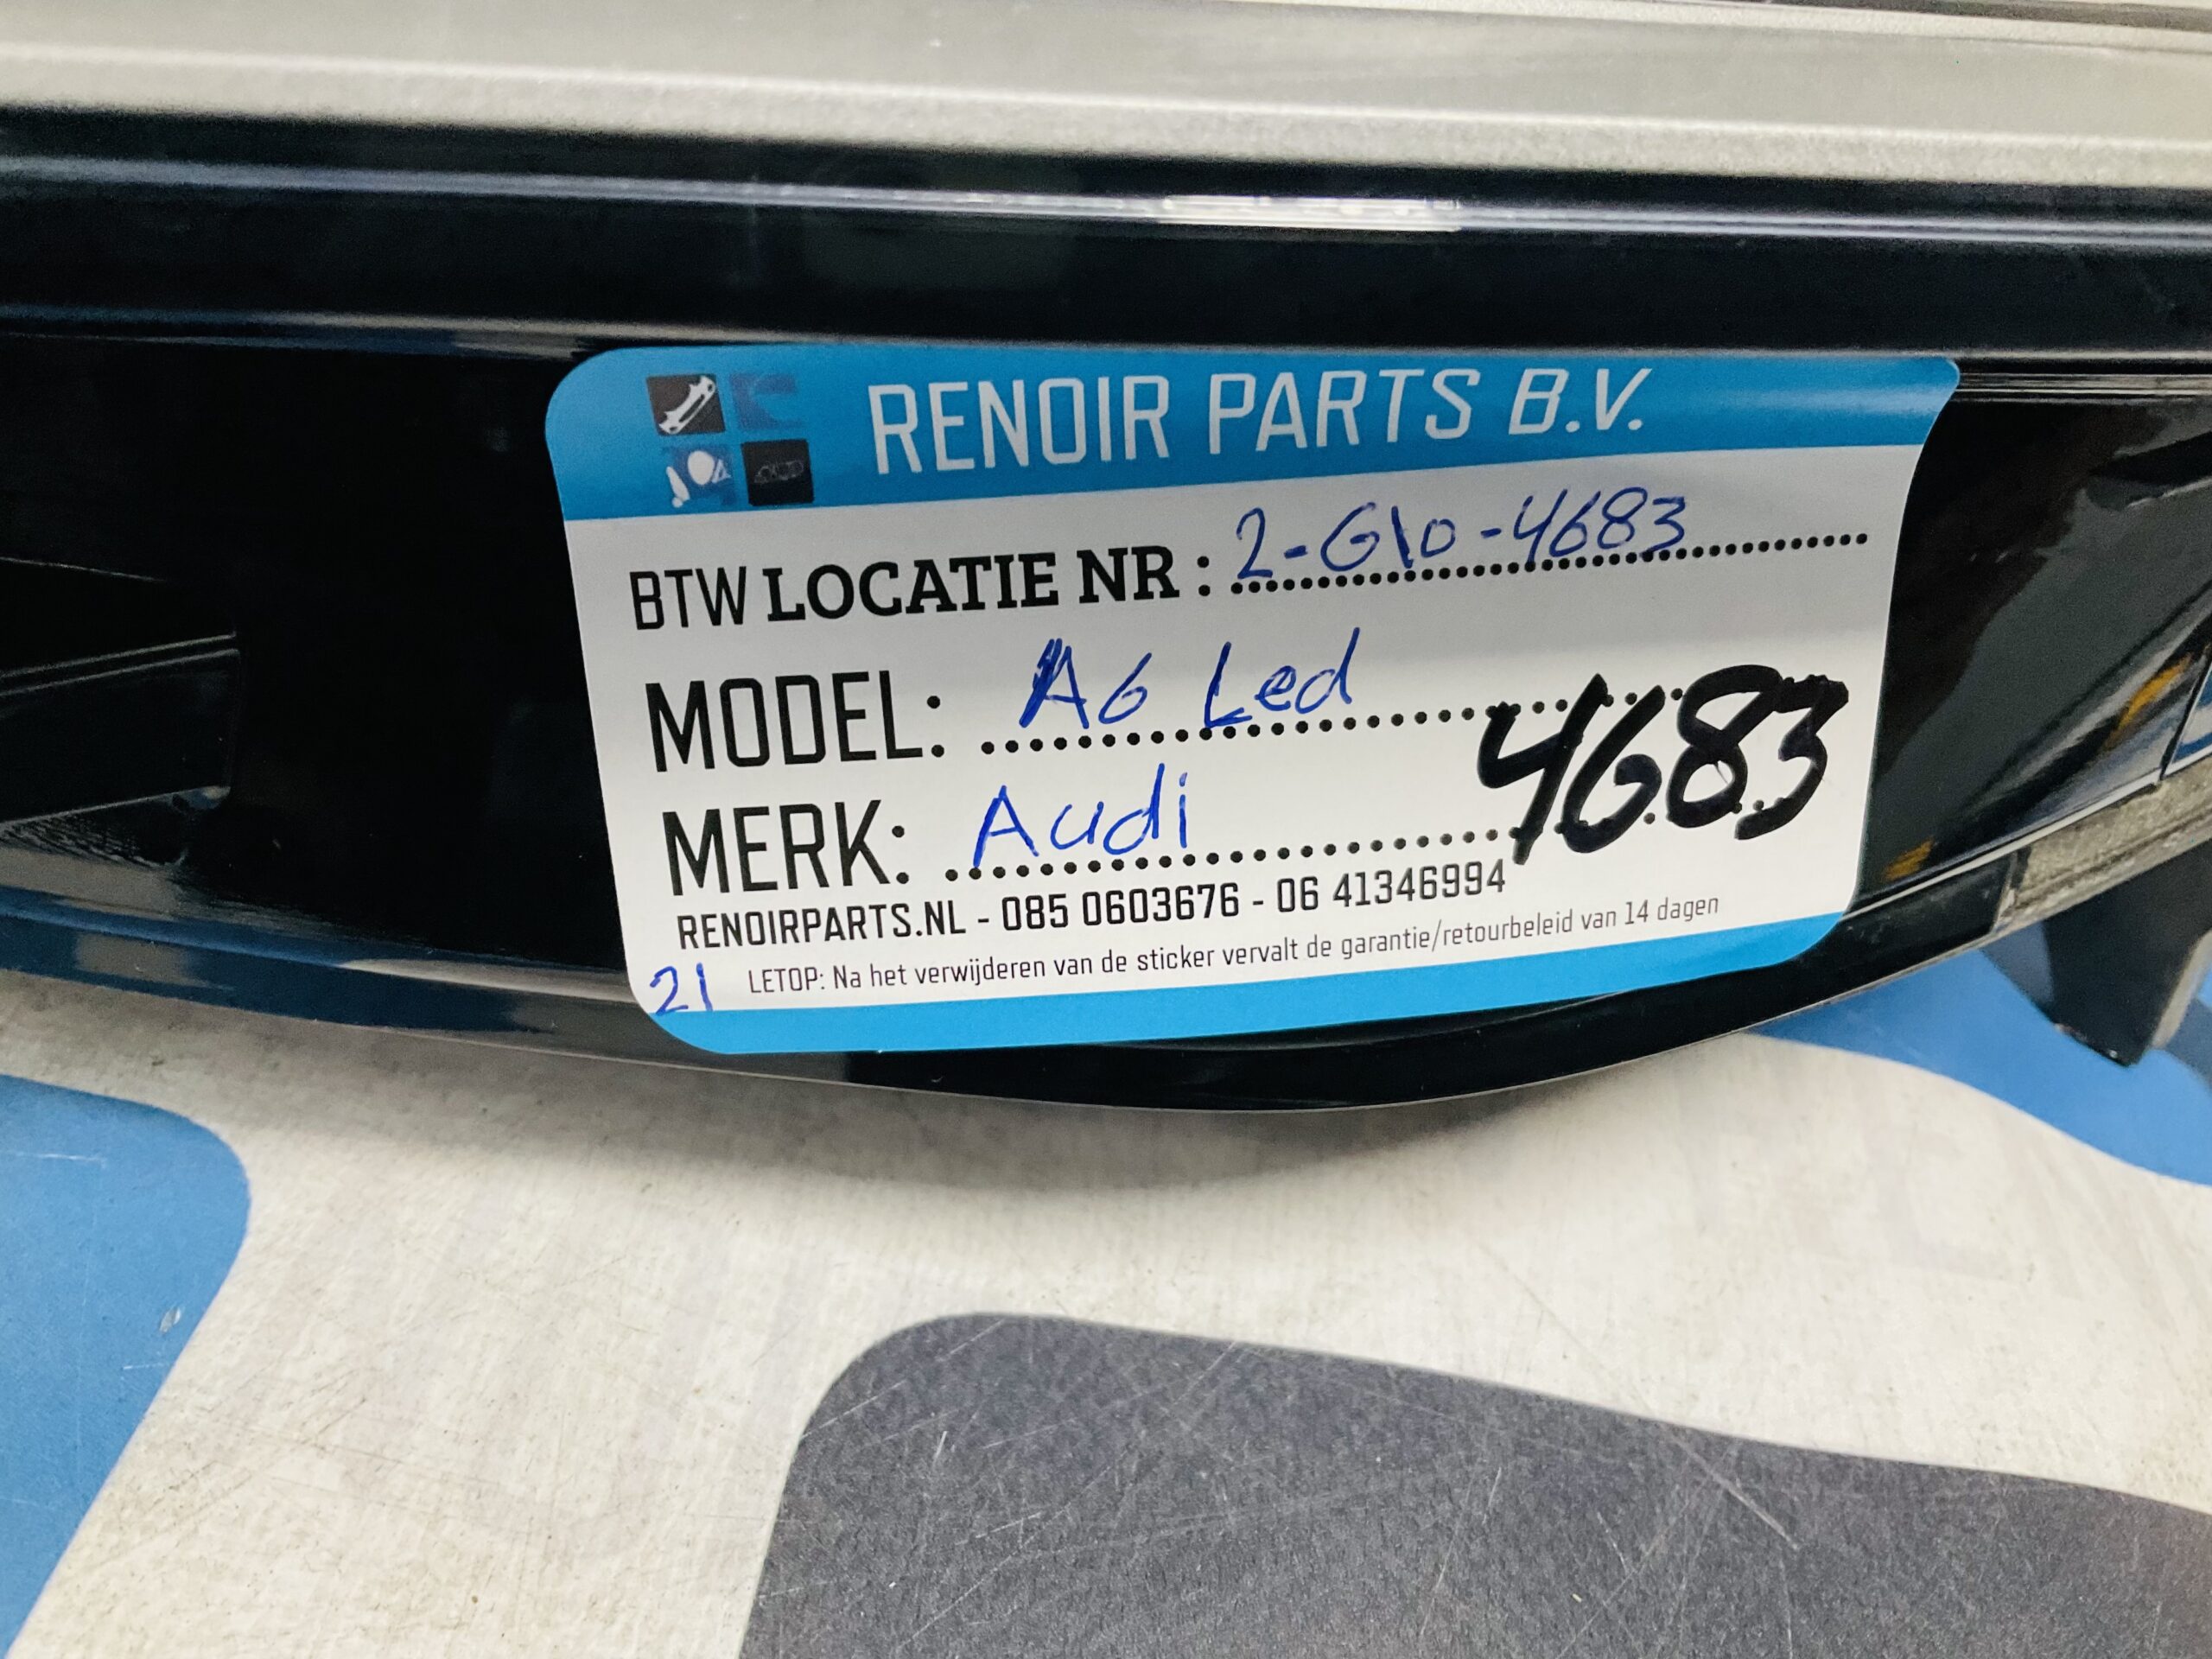 RENOIR PARTS B.V.
BTW LOCATIE NR : 2-G10-4683
MODEL: A6 Led
4683
MERK: Audi
RENOIRPARTS.NL - 085 0603676 - 06 41346994
21 LETOP: Na het verwijderen van de sticker vervalt de garantie/retourbeleid van 14 dagen